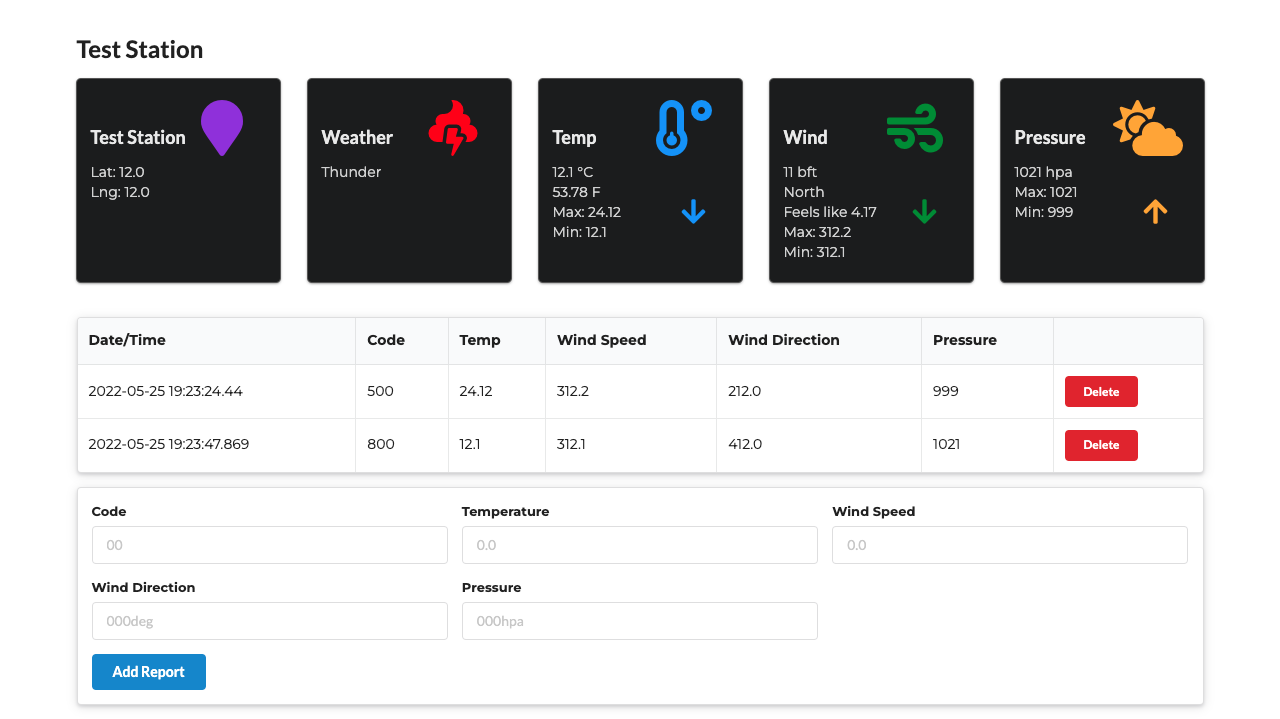 Test Station
Test Station
Lat: 12.0
Lng: 12.0
Weather
Thunder
Temp
12.1 °C
53.78 F
Max: 24.12
Min: 12.1
Wind
11 bft
North
Feels like 4.17
Max: 312.2
Min: 312.1
Pressure
1021 hpa
Max: 1021
Min: 999
Date/Time Code Temp Wind Speed Wind Direction Pressure
2022-05-25 19:23:24.44 500 24.12 312.2 212.0 999 Delete
2022-05-25 19:23:47.869 800 12.1 312.1 412.0 1021 Delete
Code Temperature Wind Speed
00 0.0 0.0
Wind Direction Pressure
000deg 000hpa
Add Report